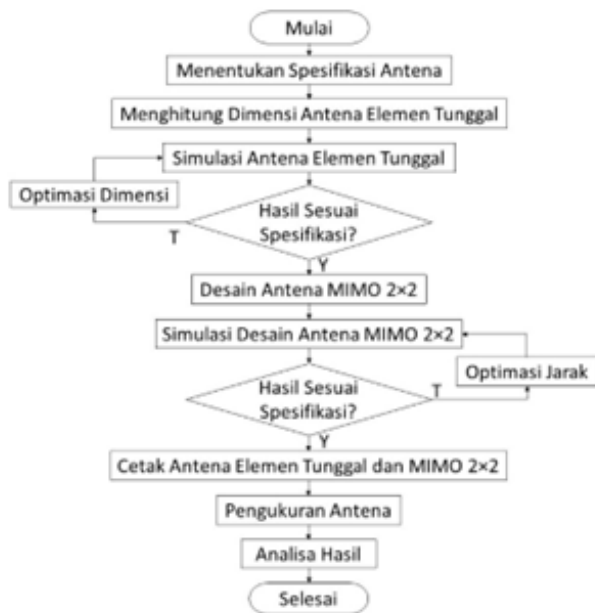 Mulai
Menentukan Spesifikasi Antena
Menghitung Dimensi Antena Elemen Tunggal
Simulasi Antena Elemen Tunggal
Optimasi Dimensi
Hasil Sesuai
Spesifikasi?
T
Y
Desain Antena MIMO 2×2
Simulasi Desain Antena MIMO 2×2
Optimasi Jarak
Hasil Sesuai
Spesifikasi?
T
Y
Cetak Antena Elemen Tunggal dan MIMO 2×2
Pengukuran Antena
Analisa Hasil
Selesai